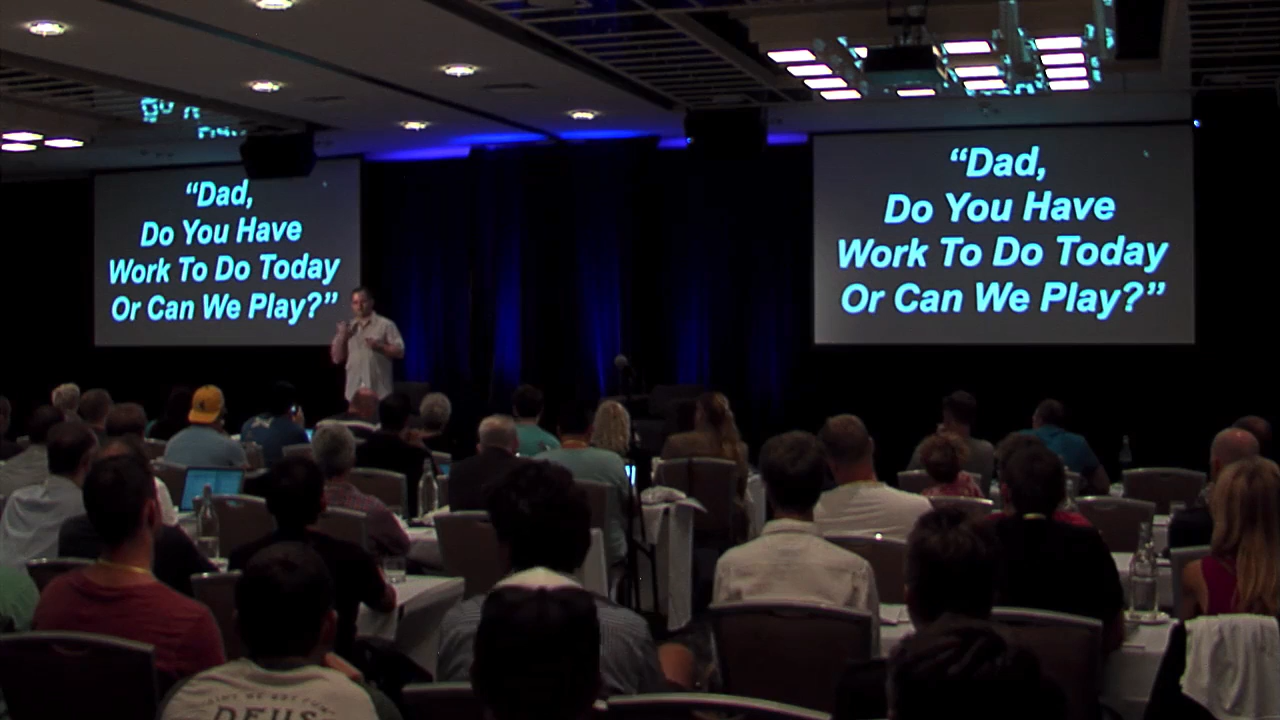 “Dad,
Do You Have
Work To Do Today
Or Can We Play?”
“Dad,
Do You Have
Work To Do Today
Or Can We Play?”
DEUS